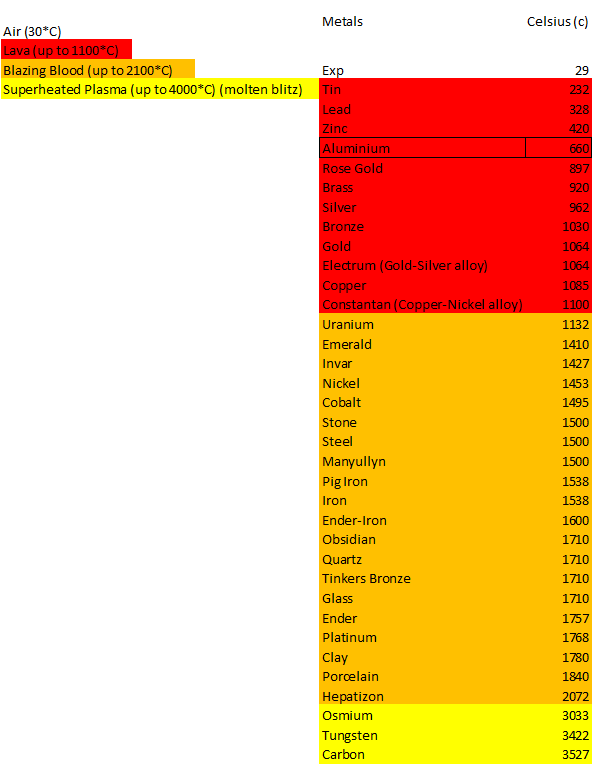 Metals Celsius (c)
Air (30*C)
Lava (up to 1100*C)
Blazing Blood (up to 2100*C) Exp 29
Superheated Plasma (up to 4000*C) (molten blitz) Tin 232
Lead 328
Zinc 420
Aluminium 660
Rose Gold 897
Brass 920
Silver 962
Bronze 1030
Gold 1064
Electrum (Gold-Silver alloy) 1064
Copper 1085
Constantan (Copper-Nickel alloy) 1100
Uranium 1132
Emerald 1410
Invar 1427
Nickel 1453
Cobalt 1495
Stone 1500
Steel 1500
Manyullyn 1500
Pig Iron 1538
Iron 1538
Ender-Iron 1600
Obsidian 1710
Quartz 1710
Tinkers Bronze 1710
Glass 1710
Ender 1757
Platinum 1768
Clay 1780
Porcelain 1840
Hepatizon 2072
Osmium 3033
Tungsten 3422
Carbon 3527